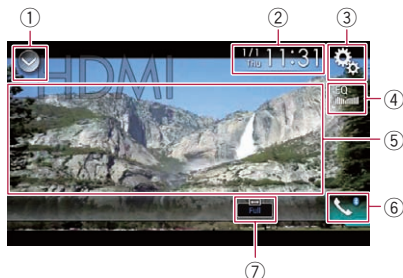 ① ② ③
HDMI
1/1 Thu 11:31
EQ
④
⑤
Full
⑥
⑦